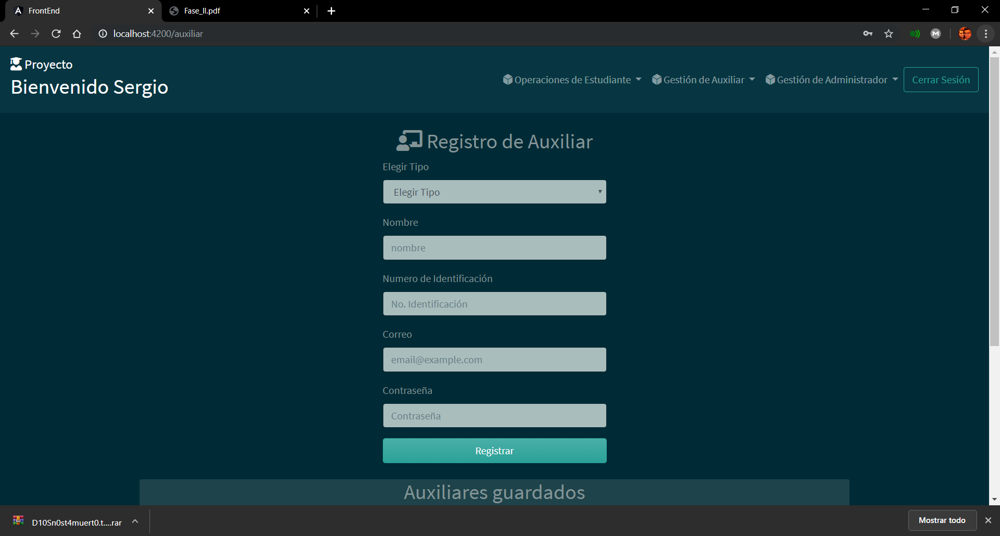 FrontEnd
Fase_II.pdf
localhost:4200/auxiliar
Proyecto
Bienvenido Sergio
Operaciones de Estudiante
Gestión de Auxiliar
Gestión de Administrador
Cerrar Sesión
Registro de Auxiliar
Elegir Tipo
Elegir Tipo
Nombre
nombre
Numero de Identificación
No. Identificación
Correo
email@example.com
Contraseña
Contraseña
Registrar
Auxiliares guardados
D10Sn0st4muert0.t....rar
Mostrar todo